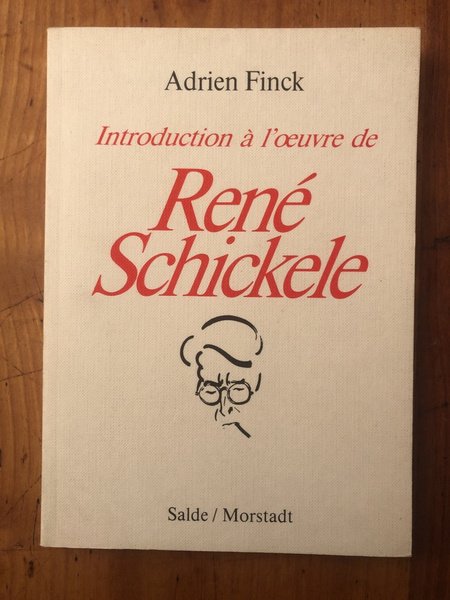 Adrien Finck
Introduction à l'œuvre de
René
Schickele
Salde / Morstadt